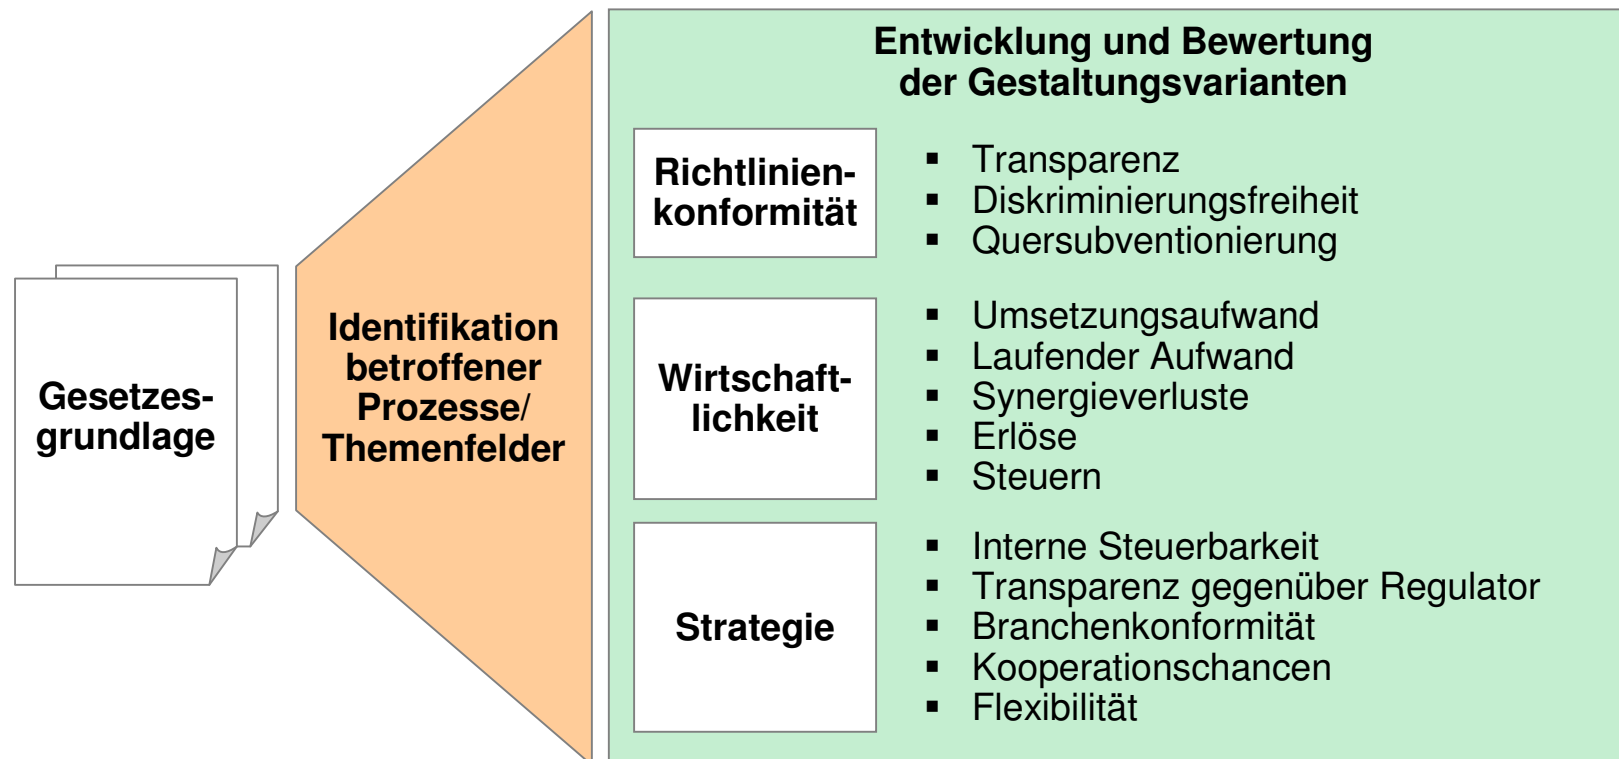 Gesetzes-
grundlage
Identifikation
betroffener
Prozesse/
Themenfelder
Entwicklung und Bewertung
der Gestaltungsvarianten
Richtlinien-
konformität
▪ Transparenz
▪ Diskriminierungsfreiheit
▪ Quersubventionierung
Wirtschaft-
lichkeit
▪ Umsetzungsaufwand
▪ Laufender Aufwand
▪ Synergieverluste
▪ Erlöse
▪ Steuern
Strategie
▪ Interne Steuerbarkeit
▪ Transparenz gegenüber Regulator
▪ Branchenkonformität
▪ Kooperationschancen
▪ Flexibilität